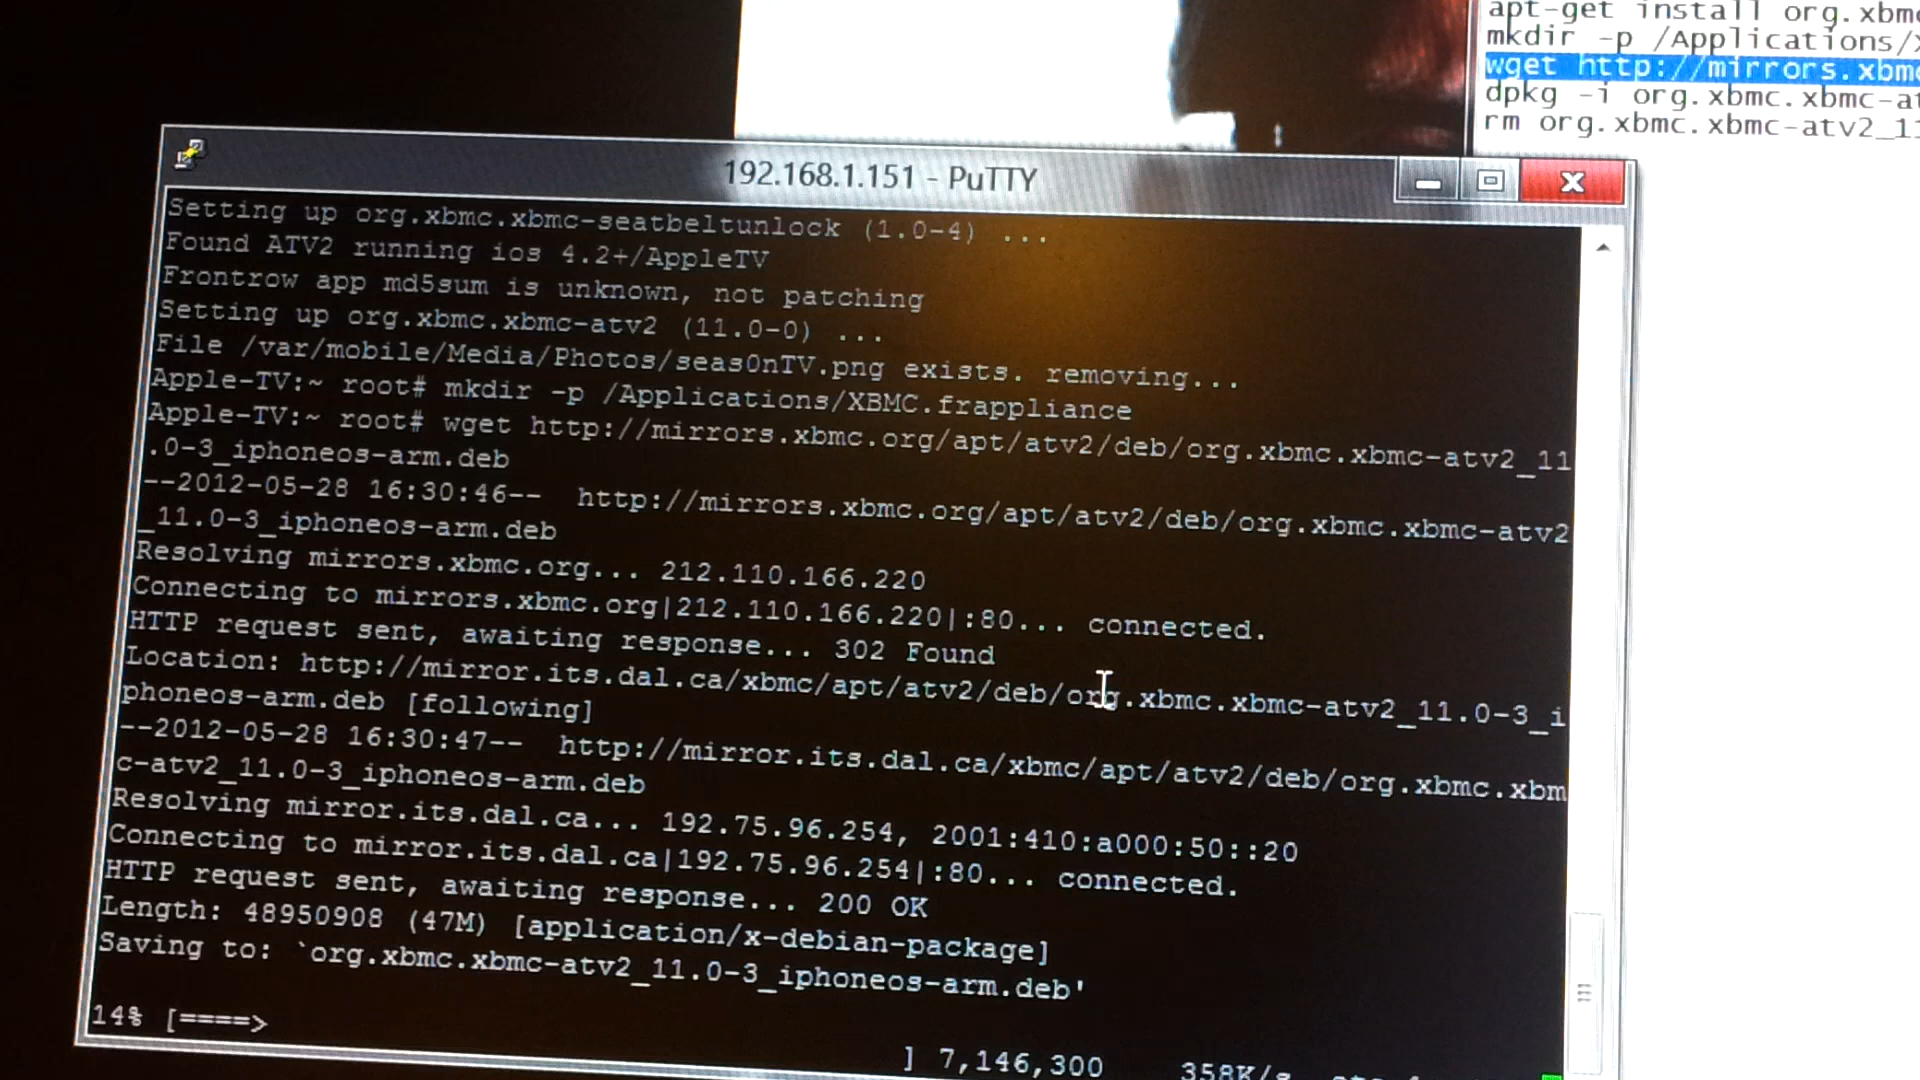 apt-get install org.xbm
mkdir -p /Applications/X
wget http://mirrors.xbmc
dpkg -i org.xbmc.xbmc-at
rm org.xbmc.xbmc-atv2_11
192.168.1.151 - PuTTY
Setting up org.xbmc.xbmc-seatbeltunlock (1.0-4) ...
Found ATV2 running ios 4.2+/AppleTV
Frontrow app md5sum is unknown, not patching
Setting up org.xbmc.xbmc-atv2 (11.0-0) ...
File /var/mobile/Media/Photos/seas0nTV.png exists. removing...
Apple-TV:~ root# mkdir -p /Applications/XBMC.frappliance
Apple-TV:~ root# wget http://mirrors.xbmc.org/apt/atv2/deb/org.xbmc.xbmc-atv2_11
.0-3_iphoneos-arm.deb
--2012-05-28 16:30:46--  http://mirrors.xbmc.org/apt/atv2/deb/org.xbmc.xbmc-atv2
_11.0-3_iphoneos-arm.deb
Resolving mirrors.xbmc.org... 212.110.166.220
Connecting to mirrors.xbmc.org|212.110.166.220|:80... connected.
HTTP request sent, awaiting response... 302 Found
Location: http://mirror.its.dal.ca/xbmc/apt/atv2/deb/org.xbmc.xbmc-atv2_11.0-3_i
phoneos-arm.deb [following]
--2012-05-28 16:30:47--  http://mirror.its.dal.ca/xbmc/apt/atv2/deb/org.xbmc.xbm
c-atv2_11.0-3_iphoneos-arm.deb
Resolving mirror.its.dal.ca... 192.75.96.254, 2001:410:a000:50::20
Connecting to mirror.its.dal.ca|192.75.96.254|:80... connected.
HTTP request sent, awaiting response... 200 OK
Length: 48950908 (47M) [application/x-debian-package]
Saving to: `org.xbmc.xbmc-atv2_11.0-3_iphoneos-arm.deb'
14% [====>
] 7,146,300 358K/s